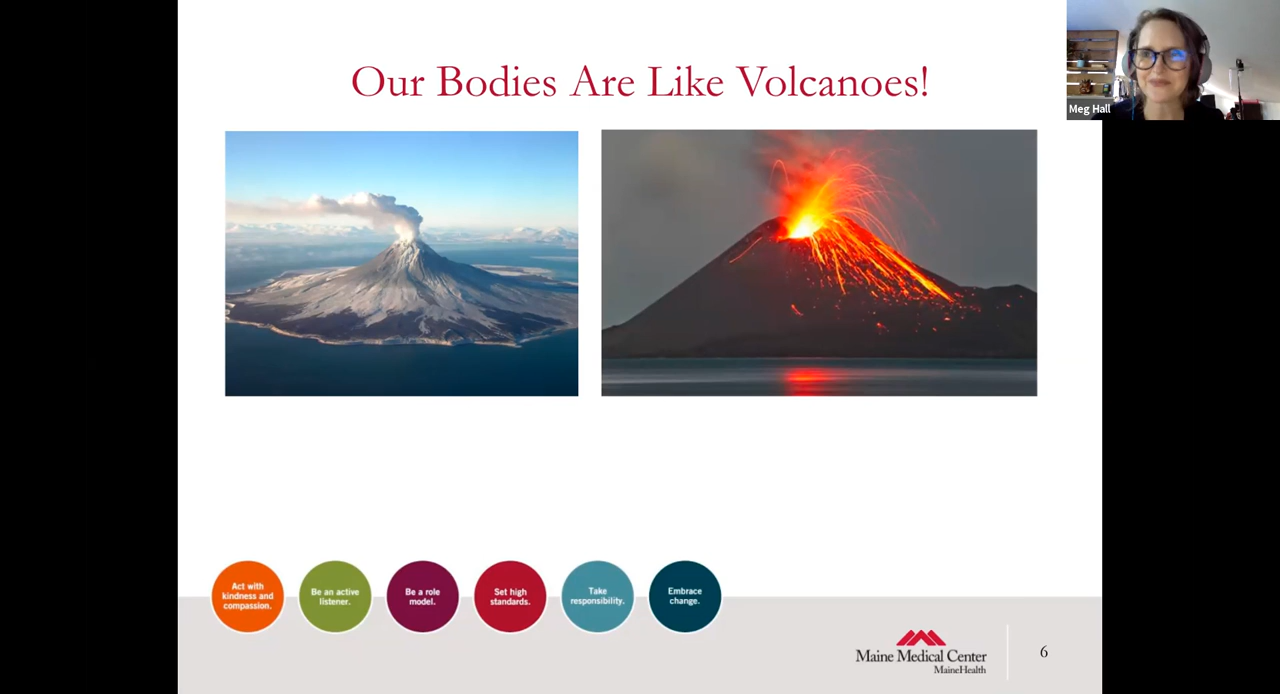 Our Bodies Are Like Volcanoes!
Meg Hall
Act with
kindness and
compassion.
Be an active
listener.
Be a role
model.
Set high
standards.
Take
responsibility.
Embrace
change.
Maine Medical Center
MaineHealth
6